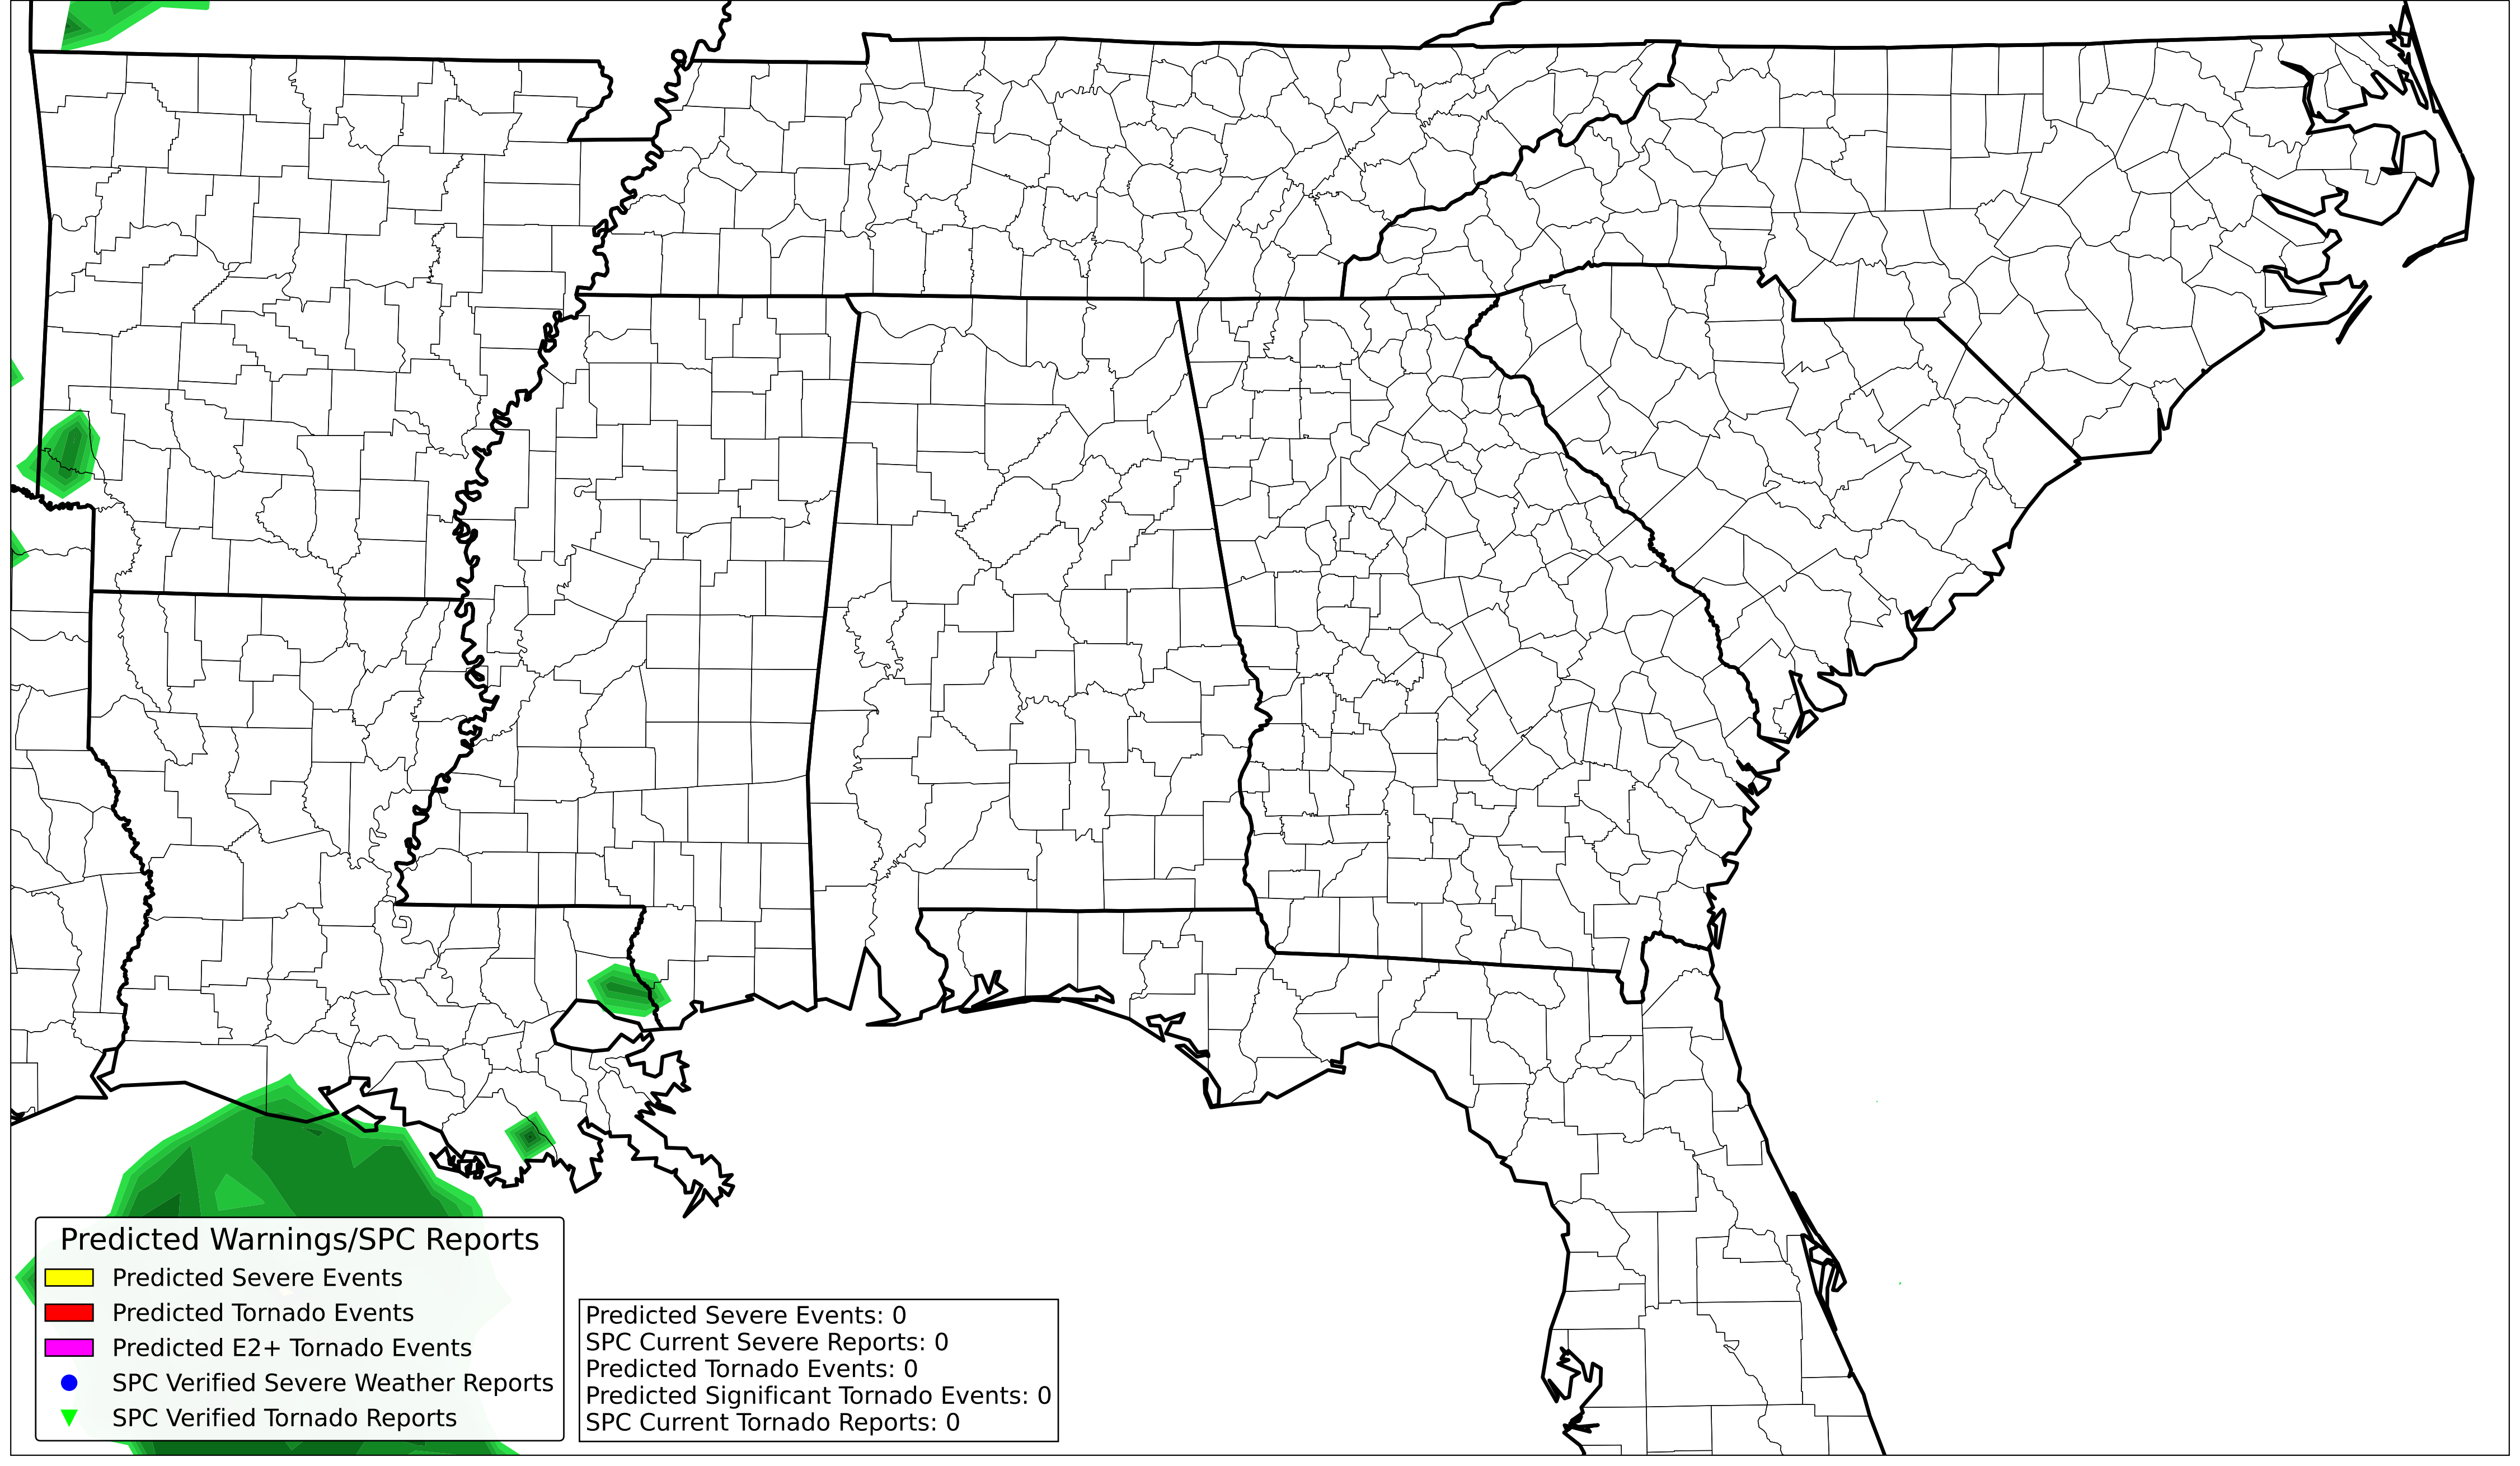 Predicted Warnings/SPC Reports
Predicted Severe Events
Predicted Tornado Events
Predicted E2+ Tornado Events
SPC Verified Severe Weather Reports
SPC Verified Tornado Reports
Predicted Severe Events: 0
SPC Current Severe Reports: 0
Predicted Tornado Events: 0
Predicted Significant Tornado Events: 0
SPC Current Tornado Reports: 0